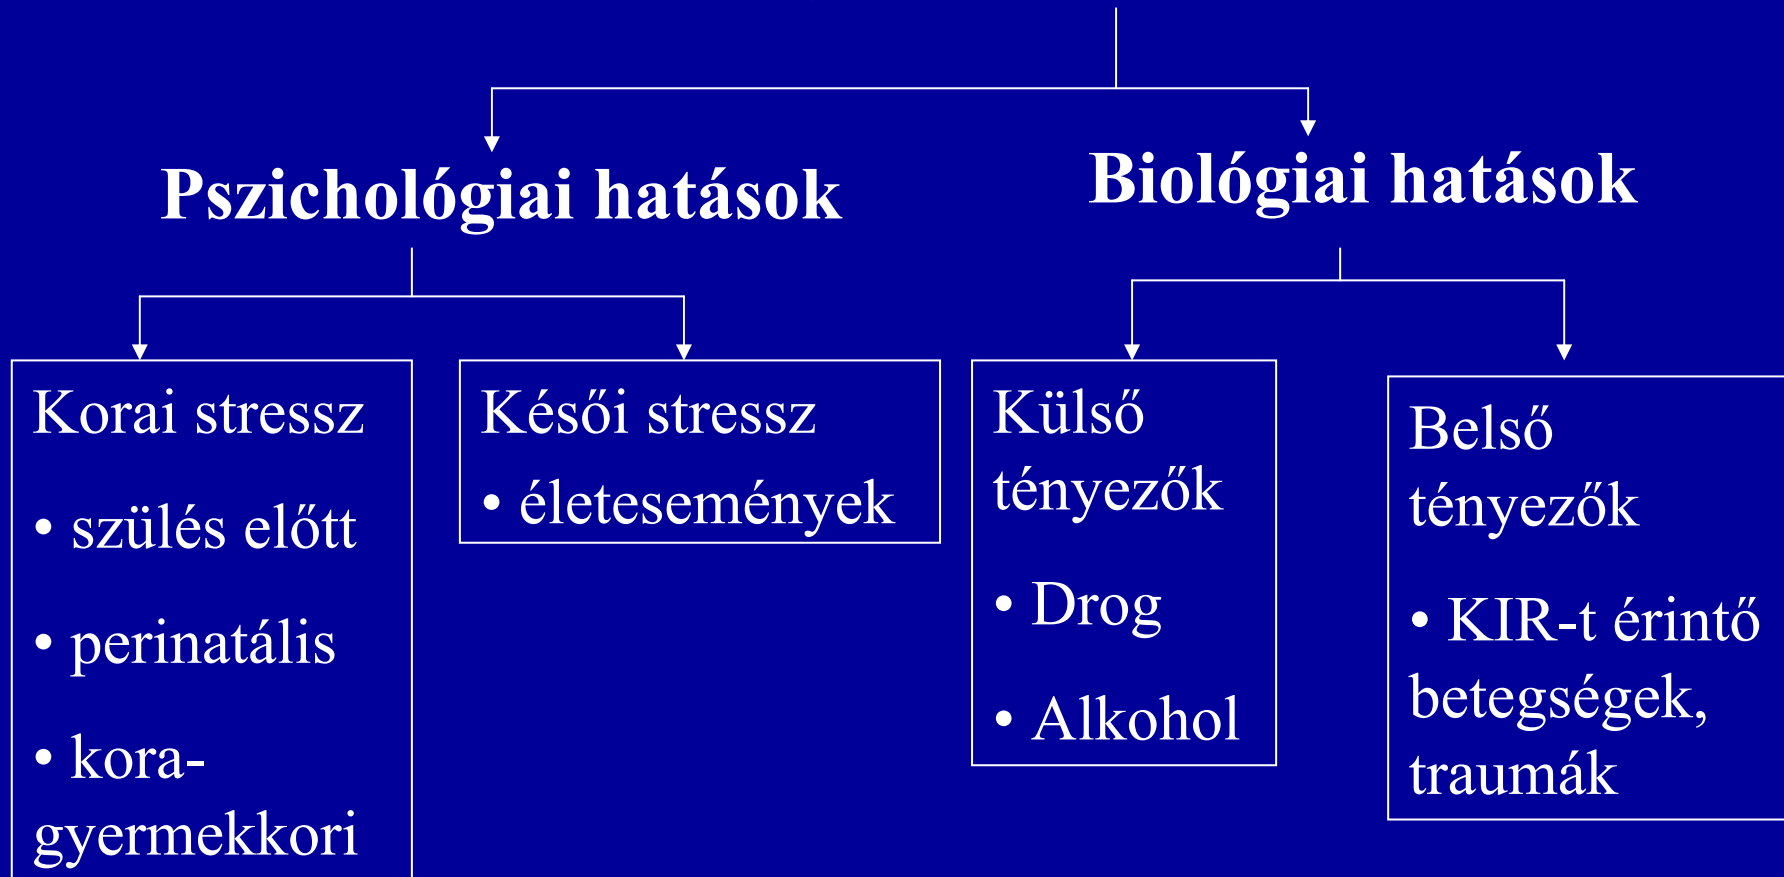 Pszichológiai hatások
Biológiai hatások
Korai stressz
• szülés előtt
• perinatális
• kora-
gyermekkori
Késői stressz
• életesemények
Külső
tényezők
• Drog
• Alkohol
Belső
tényezők
• KIR-t érintő
betegségek,
traumák